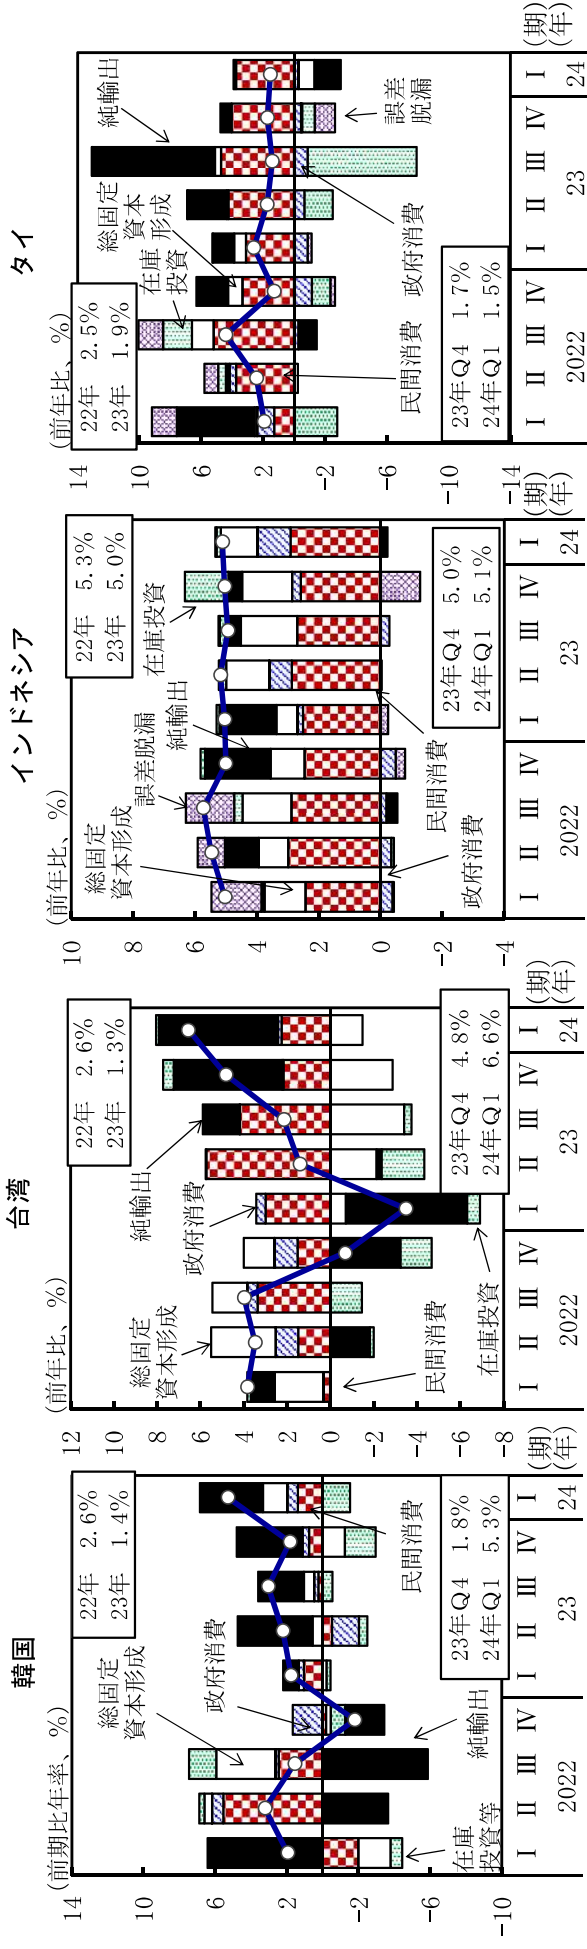 韓国
(前期比年率、%)
14
10
6
2
−2
−6
−10
22年 2.6%
23年 1.4%
総固定
資本形成
政府消費
民間消費
純輸出
在庫
投資等
23年Q4 1.8%
24年Q1 5.3%
Ⅰ Ⅱ Ⅲ Ⅳ Ⅰ Ⅱ Ⅲ Ⅳ Ⅰ (期)
2022 23 24 (年)
台湾
(前年比、%)
12
10
8
6
4
2
0
−2
−4
−6
−8
22年 2.6%
23年 1.3%
総固定
資本形成
政府消費
純輸出
民間消費
在庫投資
23年Q4 4.8%
24年Q1 6.6%
Ⅰ Ⅱ Ⅲ Ⅳ Ⅰ Ⅱ Ⅲ Ⅳ Ⅰ (期)
2022 23 24 (年)
インドネシア
(前年比、%)
10
8
6
4
2
0
−2
−4
22年 5.3%
23年 5.0%
総固定
資本形成
誤差脱漏
純輸出
在庫投資
政府消費
民間消費
23年Q4 5.0%
24年Q1 5.1%
Ⅰ Ⅱ Ⅲ Ⅳ Ⅰ Ⅱ Ⅲ Ⅳ Ⅰ (期)
2022 23 24 (年)
タイ
(前年比、%)
14
10
6
2
−2
−6
−10
−14
22年 2.5%
23年 1.9%
在庫
投資
総固定
資本
形成
純輸出
民間消費
政府消費
誤差
脱漏
23年Q4 1.7%
24年Q1 1.5%
Ⅰ Ⅱ Ⅲ Ⅳ Ⅰ Ⅱ Ⅲ Ⅳ Ⅰ (期)
2022 23 24 (年)